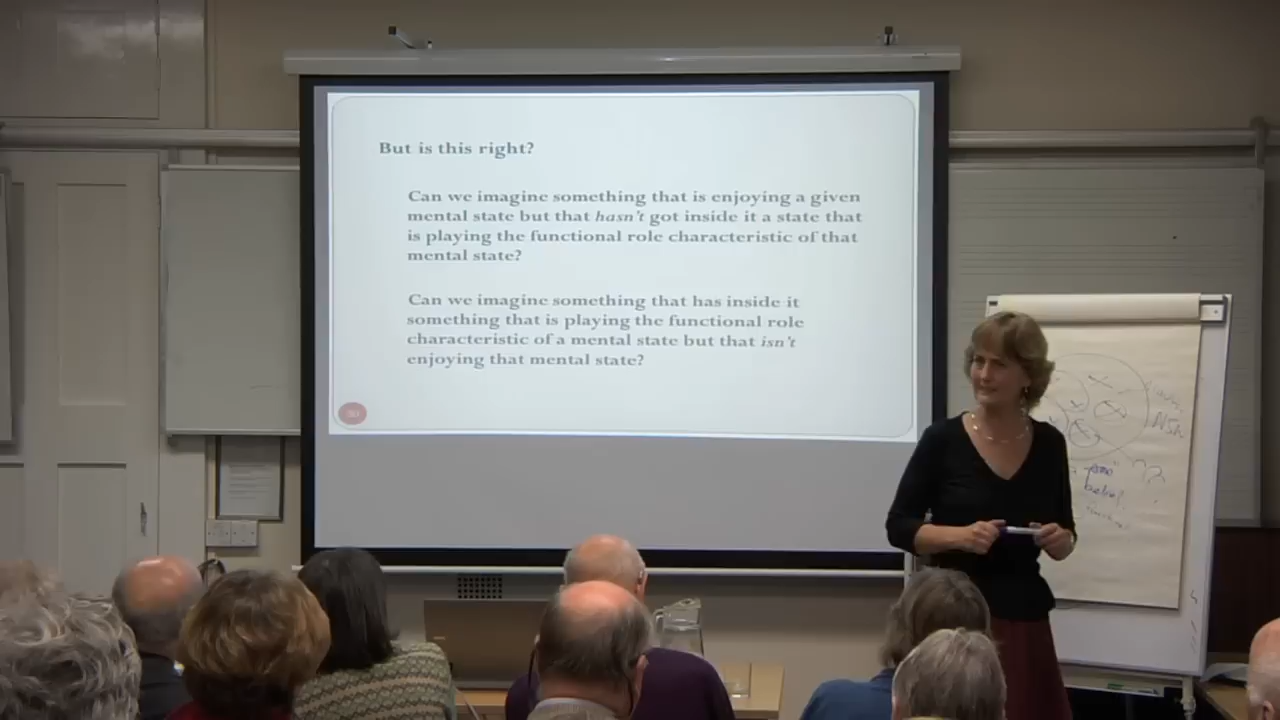 But is this right?
Can we imagine something that is enjoying a given
mental state but that hasn't got inside it a state that
is playing the functional role characteristic of that
mental state?
Can we imagine something that has inside it
something that is playing the functional role
characteristic of a mental state but that isn't
enjoying that mental state?